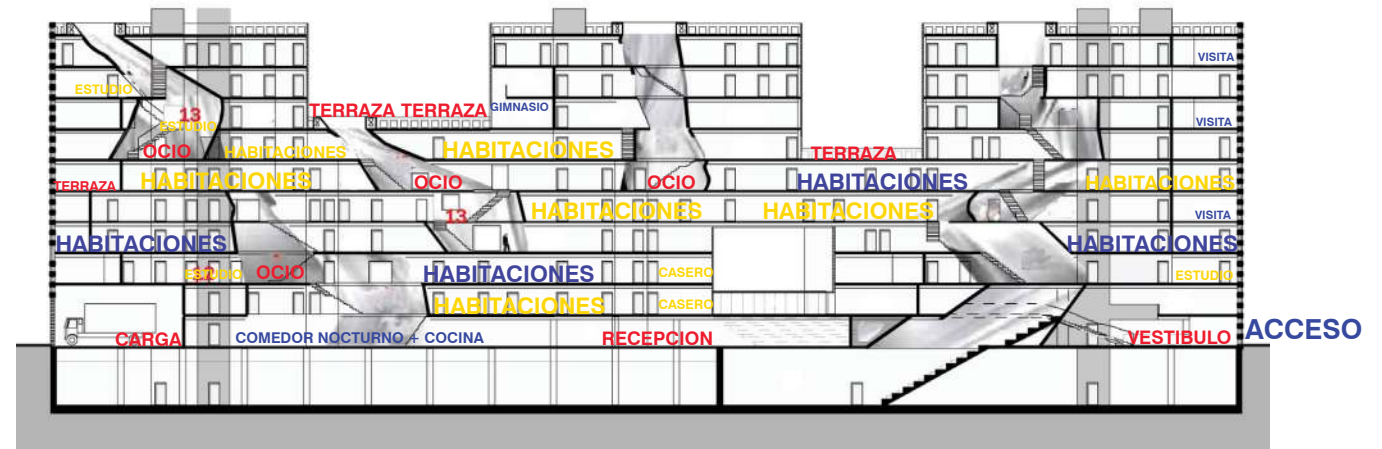 VISITA
ESTUDIO
TERRAZA TERRAZA
GIMNASIO
13
ESTUDIO
VISITA
OCIO
HABITACIONES
HABITACIONES
TERRAZA
TERRAZA
HABITACIONES
OCIO
OCIO
HABITACIONES
HABITACIONES
13
HABITACIONES
HABITACIONES
VISITA
HABITACIONES
HABITACIONES
ESTUDIO
OCIO
HABITACIONES
CASERO
ESTUDIO
HABITACIONES
CASERO
CARGA
COMEDOR NOCTURNO + COCINA
RECEPCION
VESTIBULO
ACCESO